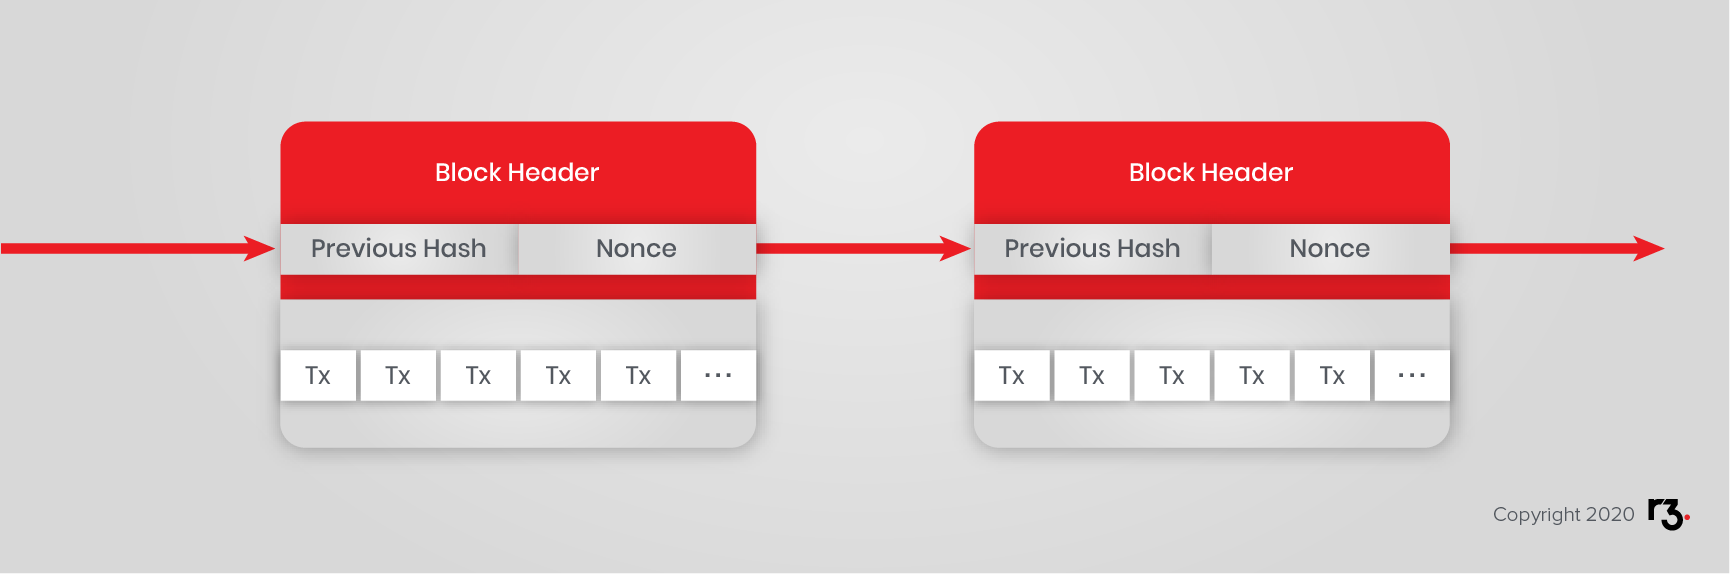 Block Header
Previous Hash Nonce
Tx Tx Tx Tx Tx ...
Block Header
Previous Hash Nonce
Tx Tx Tx Tx Tx ...
Copyright 2020 r3.